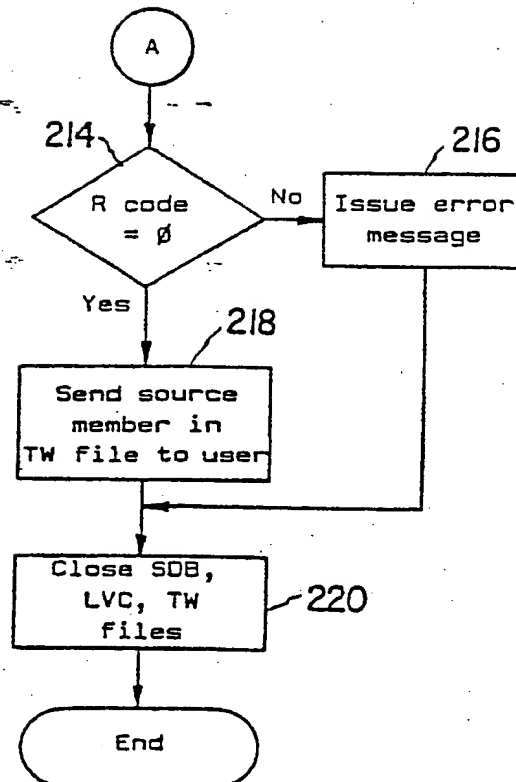 A
214
R code
= Ø
No
216
Issue error
message
Yes
218
Send source
member in
TW file to user
Close SDB,
LVC, TW
files
220
End